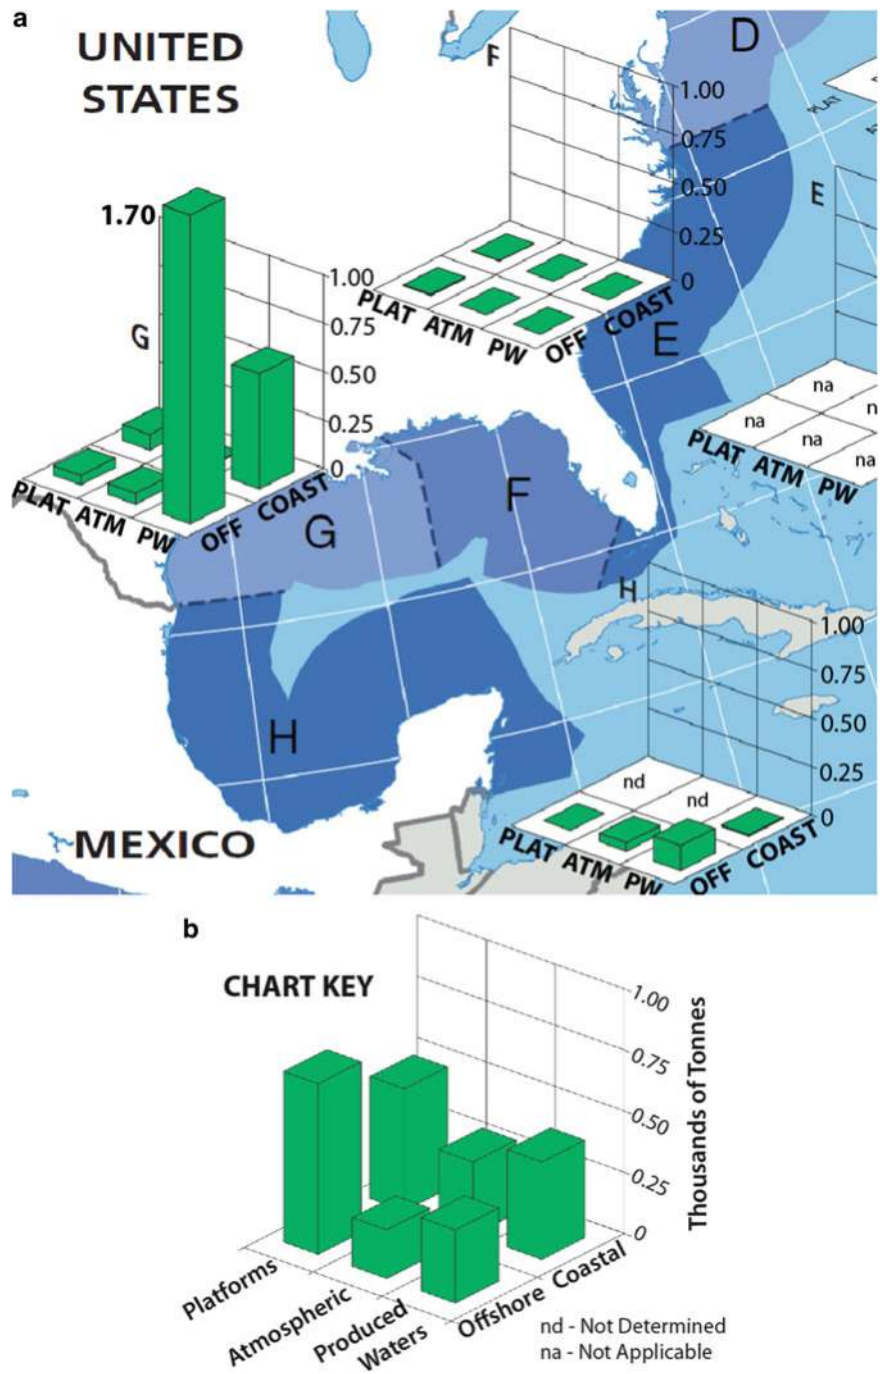 a
UNITED
STATES
D
F
1.00
0.75
0.50
0.25
0
PLAT ATM PW OFF COAST
PLAT
E
na
na
na
na
PLAT ATM PW
E
1.70
G
1.00
0.75
0.50
0.25
0
PLAT ATM PW OFF COAST
G
F
H
1.00
0.75
0.50
0.25
0
nd
nd
PLAT ATM PW OFF COAST
H
MEXICO
b
CHART KEY
1.00
0.75
0.50
0.25
0
Thousands of Tonnes
Platforms
Atmospheric
Produced
Waters
Offshore Coastal
nd - Not Determined
na - Not Applicable